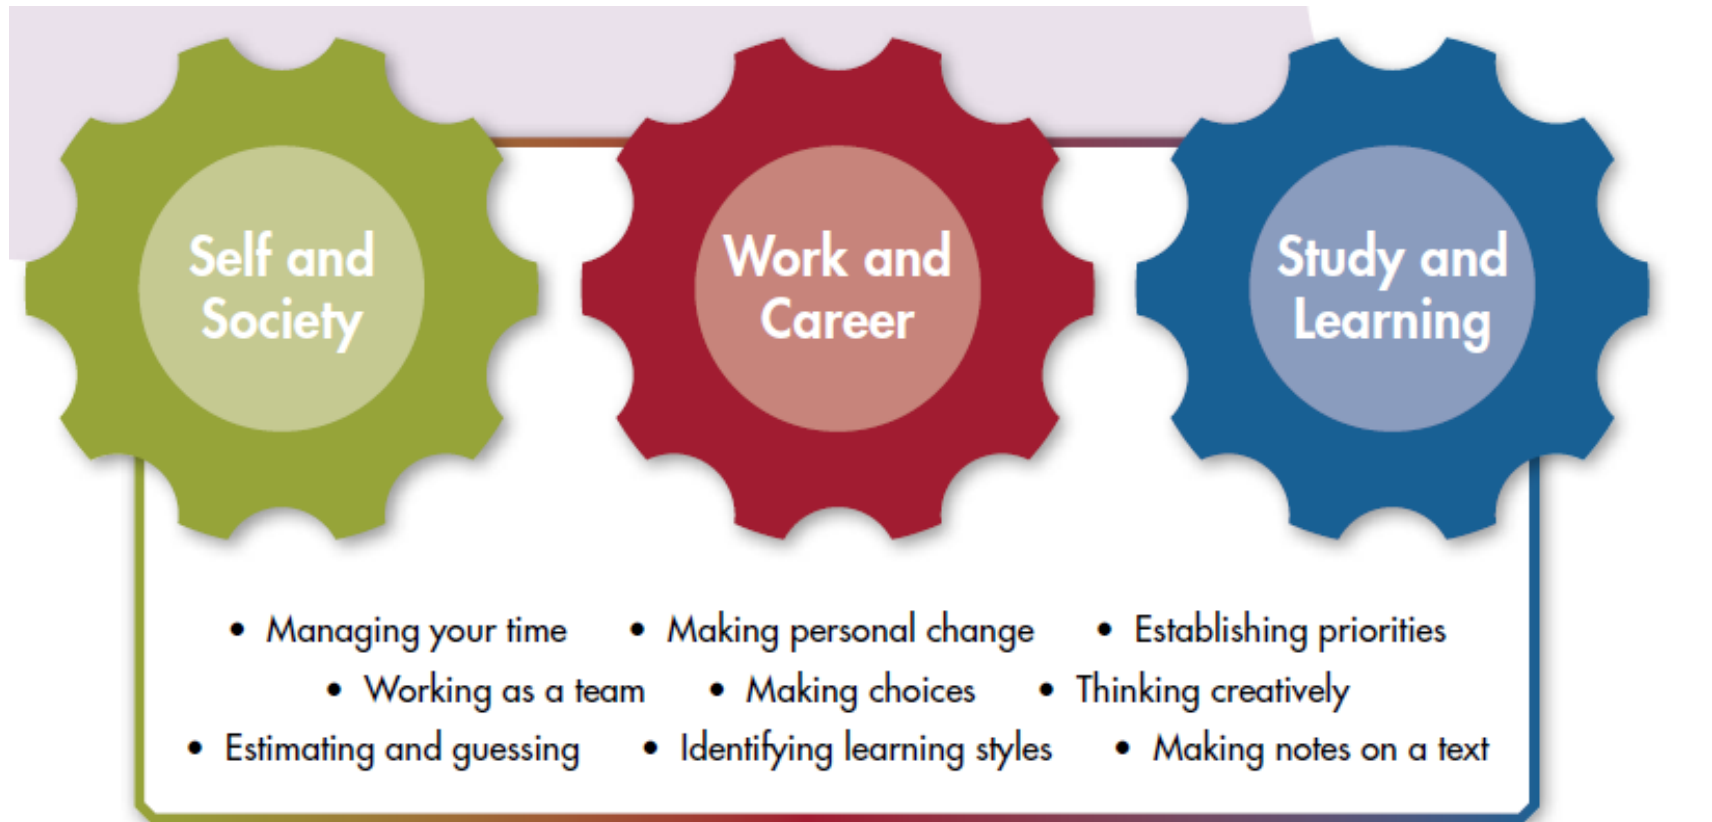 Self and
Society
Work and
Career
Study and
Learning
• Managing your time • Making personal change • Establishing priorities
• Working as a team • Making choices • Thinking creatively
• Estimating and guessing • Identifying learning styles • Making notes on a text